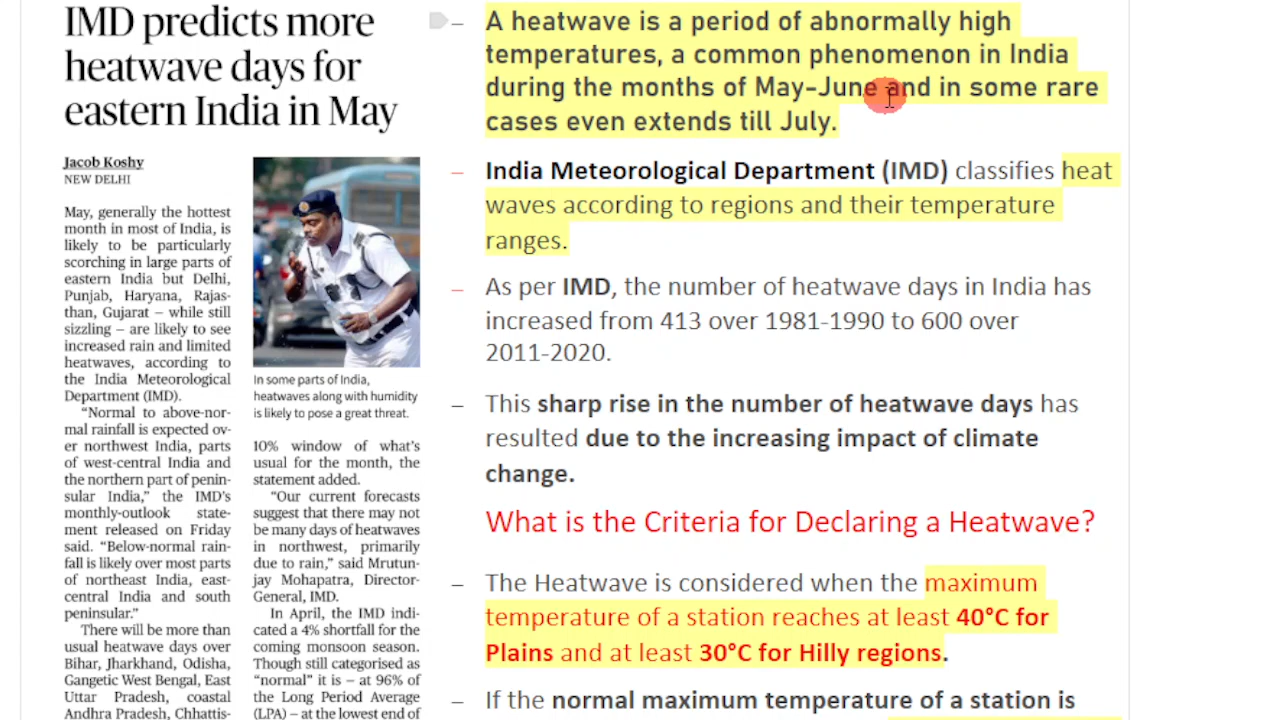 IMD predicts more
heatwave days for
eastern India in May
Jacob Koshy
NEW DELHI
May, generally the hottest
month in most of India, is
likely to be particularly
scorching in large parts of
eastern India but Delhi,
Punjab, Haryana, Rajas-
than, Gujarat – while still
sizzling – are likely to see
increased rain and limited
heatwaves, according to
the India Meteorological
Department (IMD).
“Normal to above-nor-
mal rainfall is expected ov-
er northwest India, parts
of west-central India and
the northern part of penin-
sular India,” the IMD’s
monthly-outlook state-
ment released on Friday
said. “Below-normal rain-
fall is likely over most parts
of northeast India, east-
central India and south
peninsular.”
There will be more than
usual heatwave days over
Bihar, Jharkhand, Odisha,
Gangetic West Bengal, East
Uttar Pradesh, coastal
Andhra Pradesh, Chhattis-
In some parts of India,
heatwaves along with humidity
is likely to pose a great threat.
10% window of what’s
usual for the month, the
statement added.
“Our current forecasts
suggest that there may not
be many days of heatwaves
in northwest, primarily
due to rain,” said Mrutun-
jay Mohapatra, Director-
General, IMD.
In April, the IMD indi-
cated a 4% shortfall for the
coming monsoon season.
Though still categorised as
“normal” it is – at 96% of
the Long Period Average
(LPA) – at the lowest end of
– A heatwave is a period of abnormally high
temperatures, a common phenomenon in India
during the months of May-June and in some rare
cases even extends till July.
– India Meteorological Department (IMD) classifies heat
waves according to regions and their temperature
ranges.
– As per IMD, the number of heatwave days in India has
increased from 413 over 1981-1990 to 600 over
2011-2020.
– This sharp rise in the number of heatwave days has
resulted due to the increasing impact of climate
change.
What is the Criteria for Declaring a Heatwave?
– The Heatwave is considered when the maximum
temperature of a station reaches at least 40°C for
Plains and at least 30°C for Hilly regions.
– If the normal maximum temperature of a station is